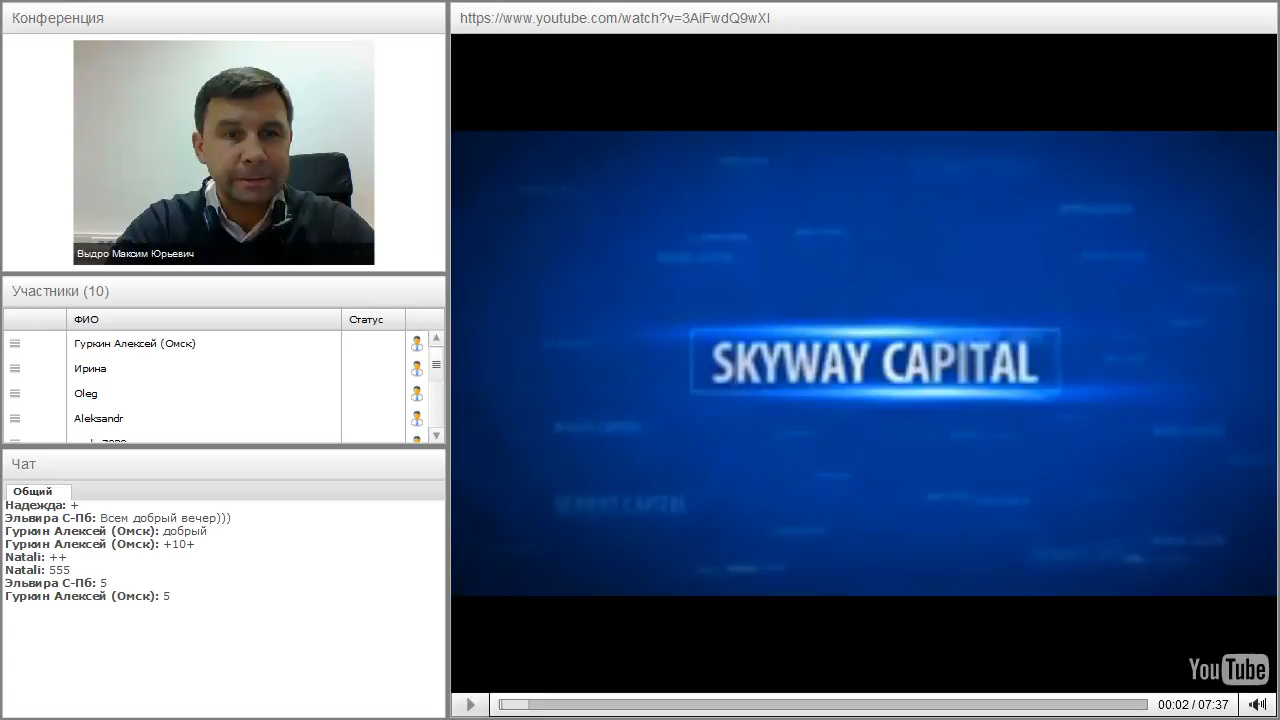 Конференция
Выдро Максим Юрьевич
Участники (10)
ФИО Статус
Гуркин Алексей (Омск)
Ирина
Oleg
Aleksandr
Чат
Общий
Надежда: +
Эльвира С-Пб: Всем добрый вечер)))
Гуркин Алексей (Омск): добрый
Гуркин Алексей (Омск): +10+
Natali: ++
Natali: 555
Эльвира С-Пб: 5
Гуркин Алексей (Омск): 5
https://www.youtube.com/watch?v=3AiFwdQ9wXI
SKYWAY CAPITAL
YouTube
00:02 / 07:37